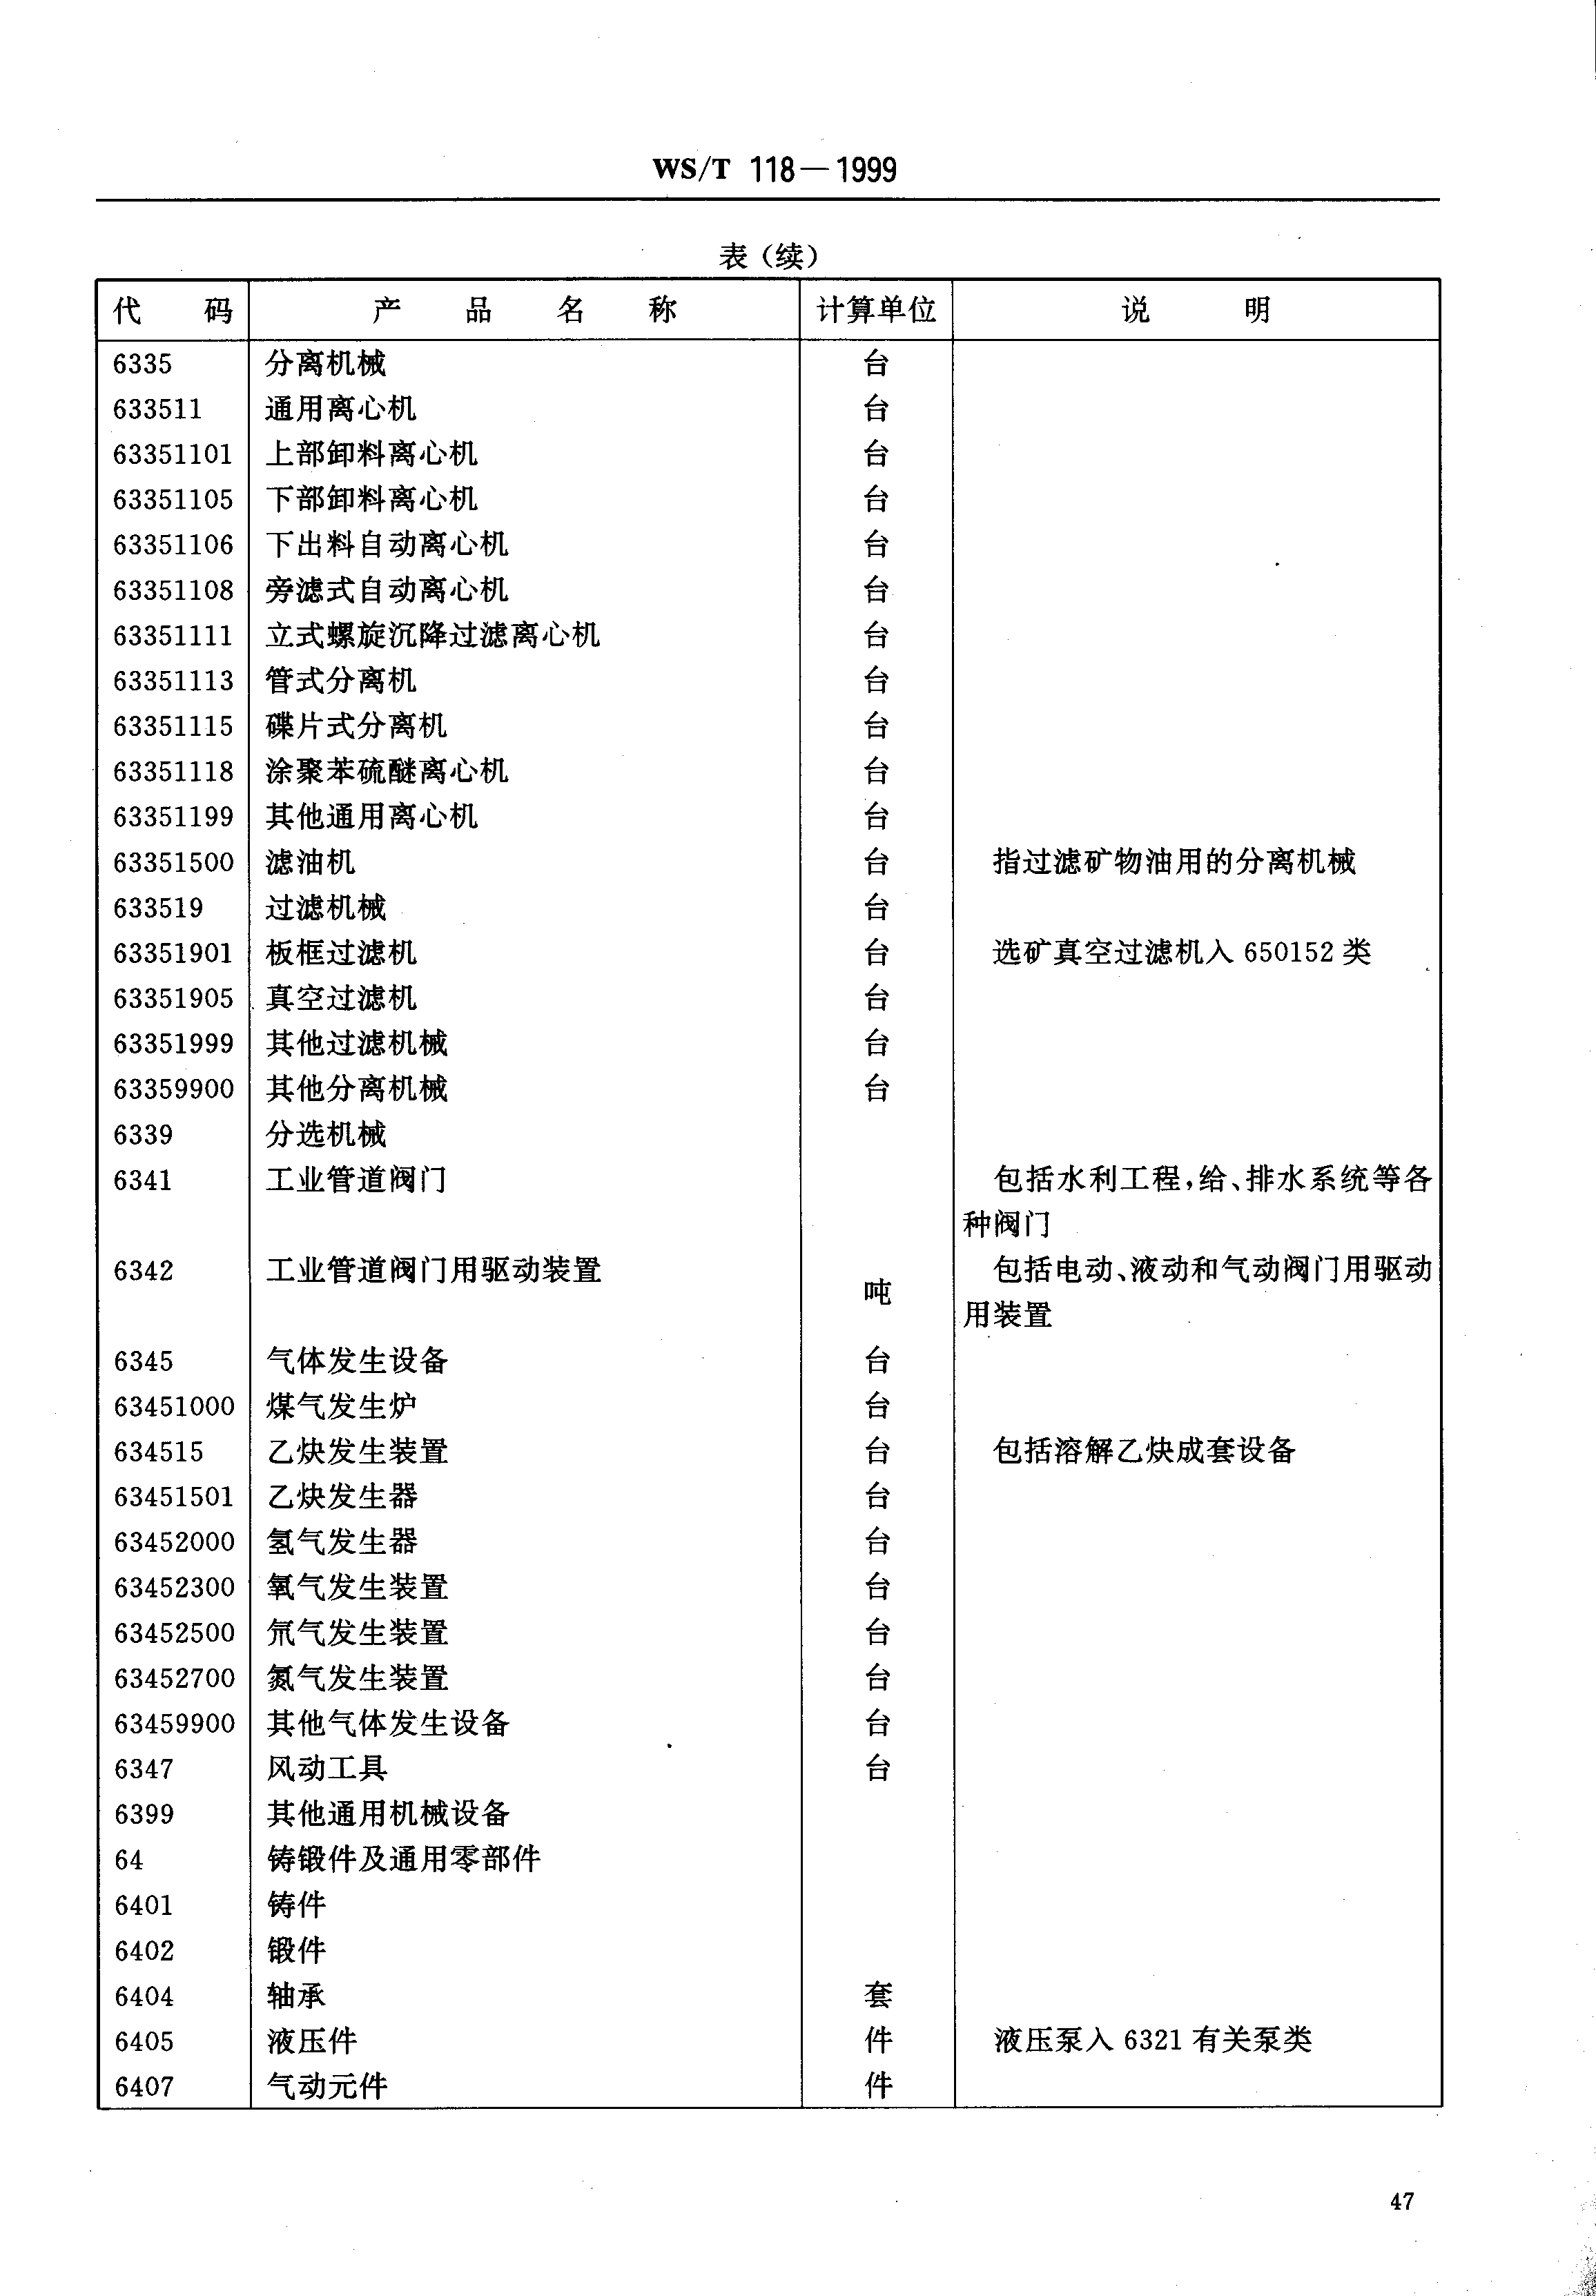 WS/T 118—1999
表（续）
代 码 产 品 名 称 计算单位 说 明
6335 分离机械 台
633511 通用离心机 台
63351101 上部卸料离心机 台
63351105 下部卸料离心机 台
63351106 下出料自动离心机 台
63351108 旁滤式自动离心机 台
63351111 立式螺旋沉降过滤离心机 台
63351113 管式分离机 台
63351115 碟片式分离机 台
63351118 涂聚苯硫醚离心机 台
63351199 其他通用离心机 台
63351500 滤油机 台 指过滤矿物油用的分离机械
633519 过滤机械 台
63351901 板框过滤机 台 选矿真空过滤机入 650152 类
63351905 真空过滤机 台
63351999 其他过滤机械 台
63359900 其他分离机械 台
6339 分选机械
6341 工业管道阀门 包括水利工程,给、排水系统等各
种阀门
6342 工业管道阀门用驱动装置 吨 包括电动、液动和气动阀门用驱动
用装置
6345 气体发生设备 台
63451000 煤气发生炉 台
634515 乙炔发生装置 台 包括溶解乙炔成套设备
63451501 乙炔发生器 台
63452000 氢气发生器 台
63452300 氧气发生装置 台
63452500 氘气发生装置 台
63452700 氮气发生装置 台
63459900 其他气体发生设备 台
6347 风动工具 台
6399 其他通用机械设备
64 铸锻件及通用零部件
6401 铸件
6402 锻件
6404 轴承 套
6405 液压件 件 液压泵入 6321 有关泵类
6407 气动元件 件
47